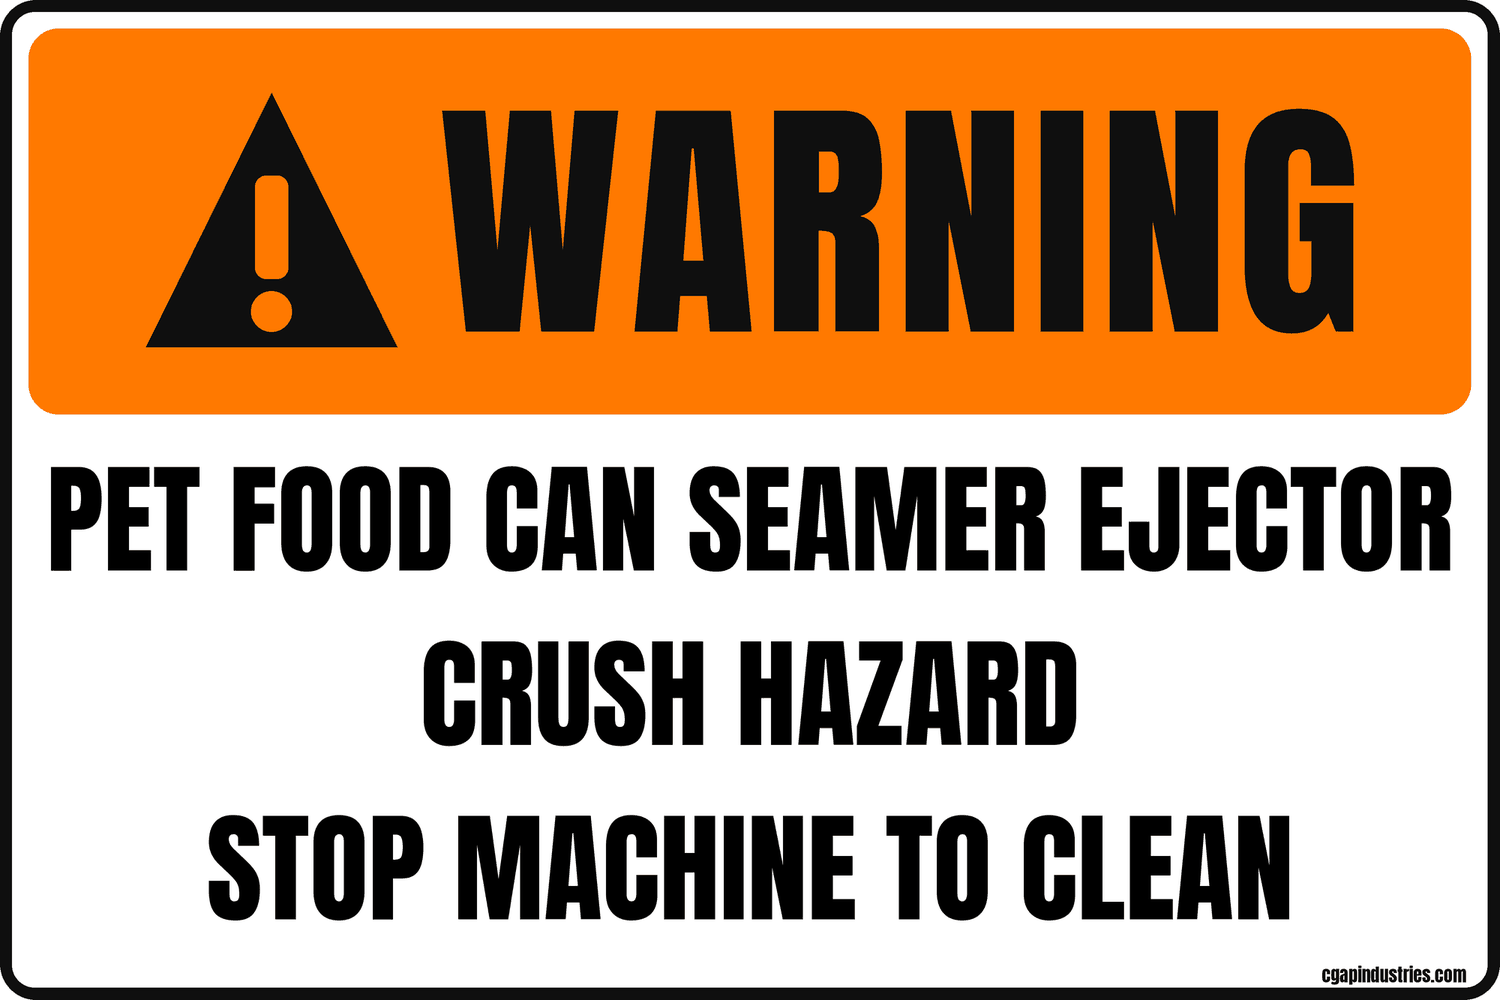 WARNING
PET FOOD CAN SEAMER EJECTOR
CRUSH HAZARD
STOP MACHINE TO CLEAN
cgapindustries.com